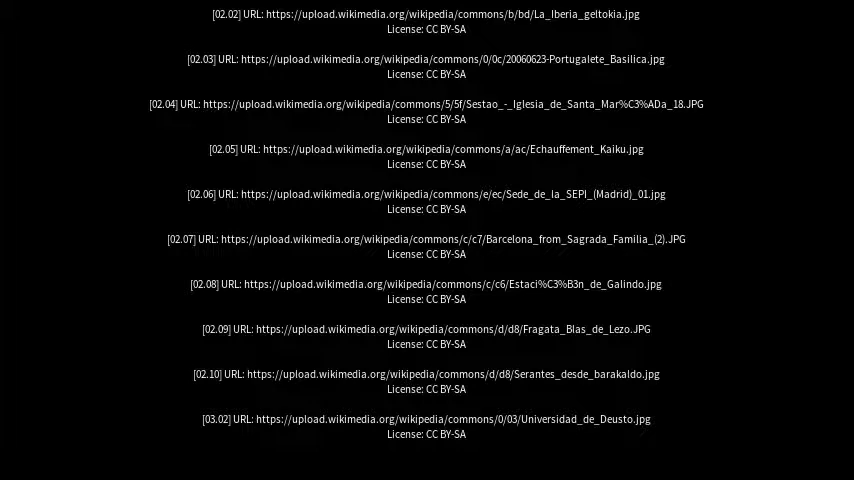 [02.02] URL: https://upload.wikimedia.org/wikipedia/commons/b/bd/La_Iberia_geltokia.jpg
License: CC BY-SA
[02.03] URL: https://upload.wikimedia.org/wikipedia/commons/0/0c/20060623-Portugalete_Basilica.jpg
License: CC BY-SA
[02.04] URL: https://upload.wikimedia.org/wikipedia/commons/5/5f/Sestao_-_Iglesia_de_Santa_Mar%C3%ADa_18.JPG
License: CC BY-SA
[02.05] URL: https://upload.wikimedia.org/wikipedia/commons/a/ac/Echauffement_Kaiku.jpg
License: CC BY-SA
[02.06] URL: https://upload.wikimedia.org/wikipedia/commons/e/ec/Sede_de_la_SEPI_(Madrid)_01.jpg
License: CC BY-SA
[02.07] URL: https://upload.wikimedia.org/wikipedia/commons/c/c7/Barcelona_from_Sagrada_Familia_(2).JPG
License: CC BY-SA
[02.08] URL: https://upload.wikimedia.org/wikipedia/commons/c/c6/Estaci%C3%B3n_de_Galindo.jpg
License: CC BY-SA
[02.09] URL: https://upload.wikimedia.org/wikipedia/commons/d/d8/Fragata_Blas_de_Lezo.JPG
License: CC BY-SA
[02.10] URL: https://upload.wikimedia.org/wikipedia/commons/d/d8/Serantes_desde_barakaldo.jpg
License: CC BY-SA
[03.02] URL: https://upload.wikimedia.org/wikipedia/commons/0/03/Universidad_de_Deusto.jpg
License: CC BY-SA